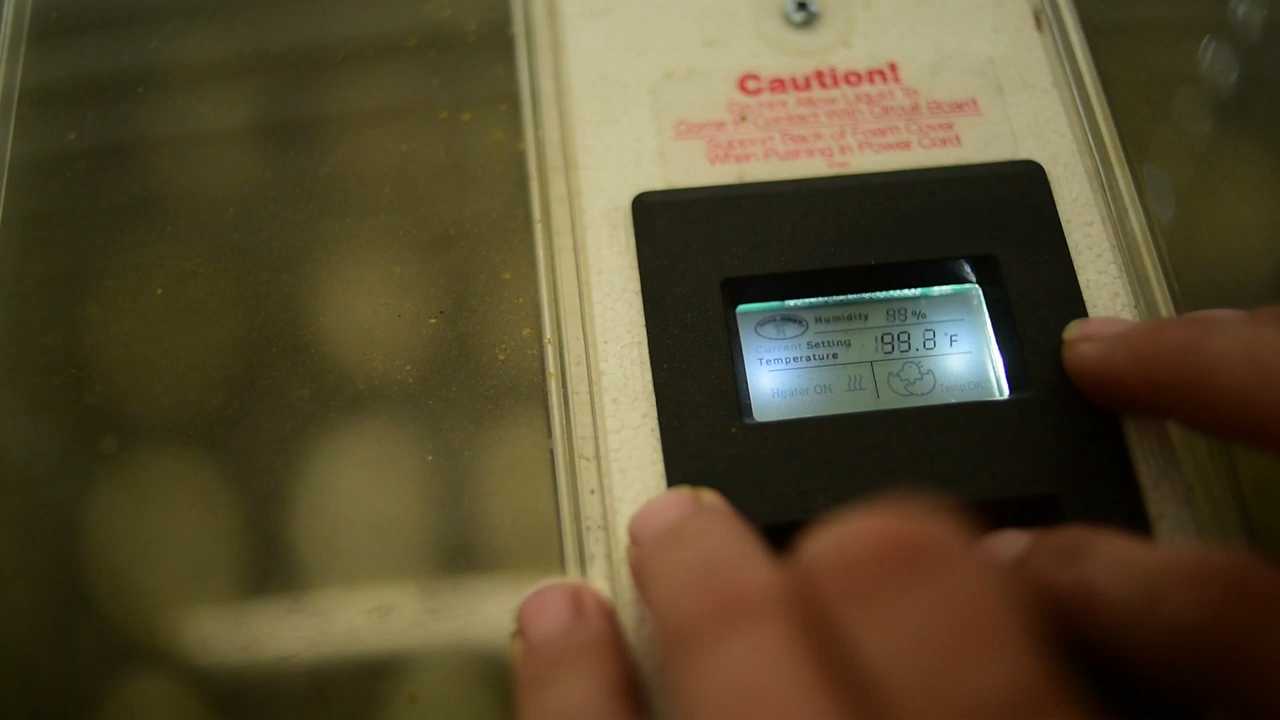 Caution!
Do Not Allow Liquid To
Come in Contact With Circuit Board
Support Back of Foam Cover
When Pushing in Power Cord
Humidity 88 %
Current Setting
Temperature 199.8 °F
Heater ON
Temp OK